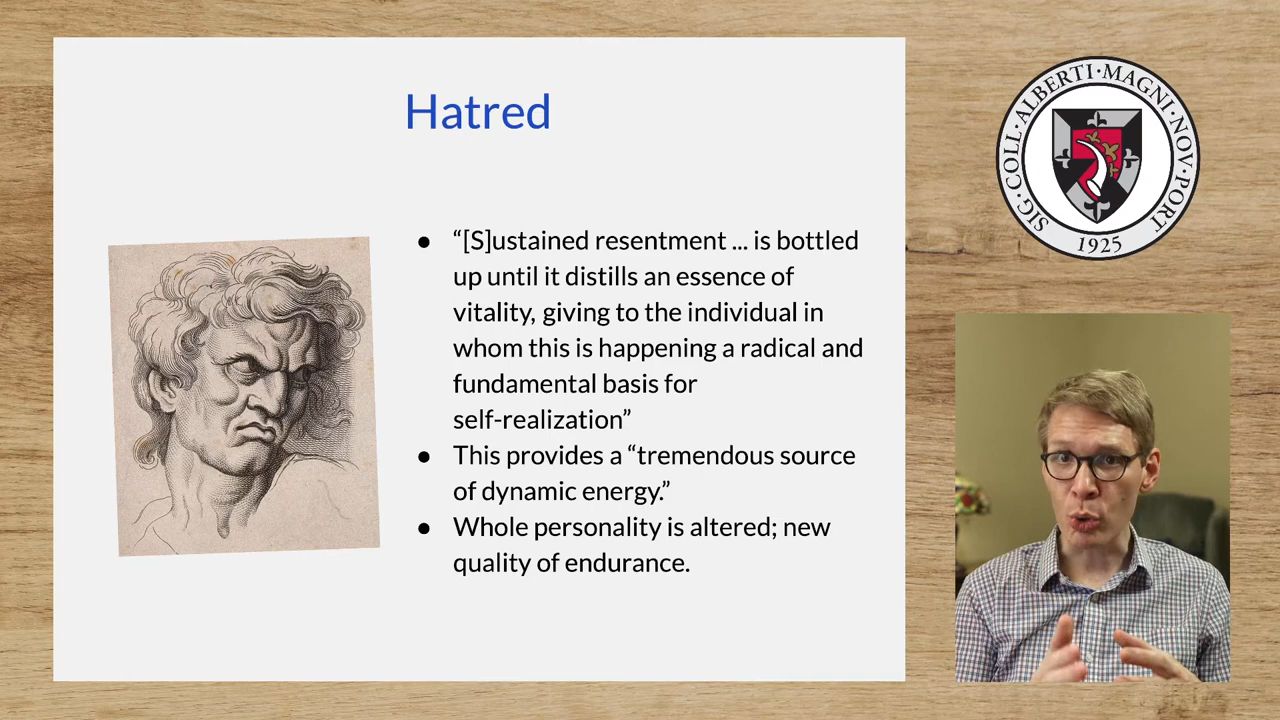 Hatred
● “[S]ustained resentment ... is bottled
up until it distills an essence of
vitality, giving to the individual in
whom this is happening a radical and
fundamental basis for
self-realization”
● This provides a “tremendous source
of dynamic energy.”
● Whole personality is altered; new
quality of endurance.
SIG·COLL·ALBERTI·MAGNI·NOV·PORT
1925